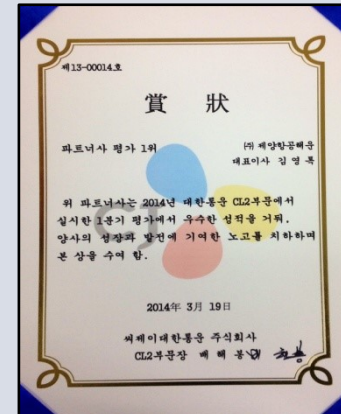 제13-00014호
賞 狀
파트너사 평가 1위
(주) 제양항공해운
대표이사 김 영 록
위 파트너사는 2014년 대한통운 CL2부문에서
실시한 1분기 평가에서 우수한 성적을 거둬,
양사의 성장과 발전에 기여한 노고를 치하하며
본 상을 수여 함.
2014年 3月 19日
씨제이대한통운 주식회사
CL2부문장 배 해 봉